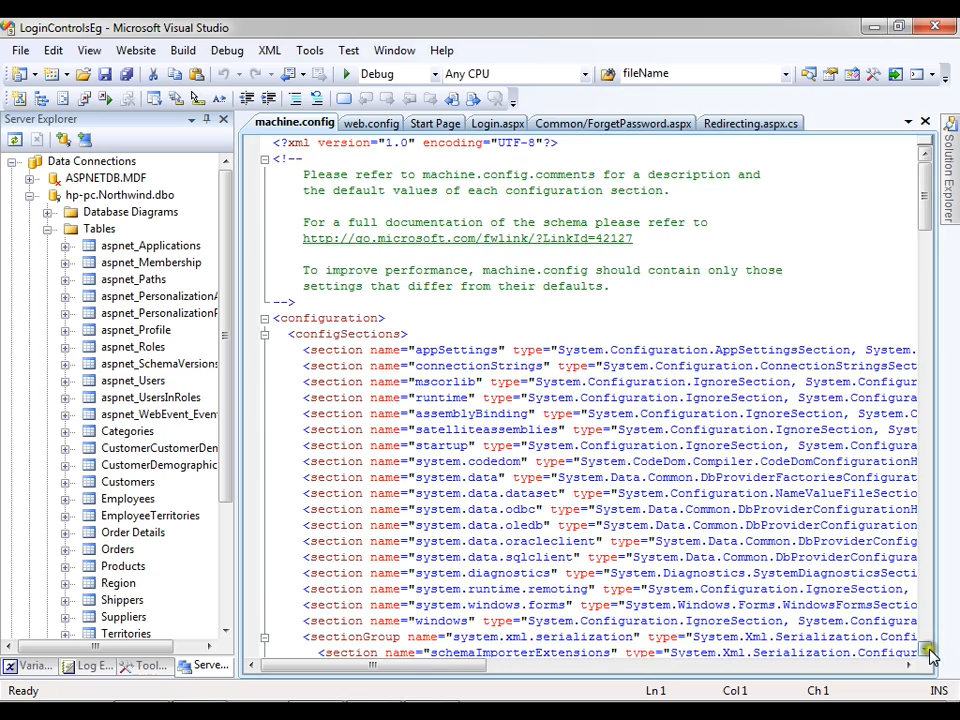 LoginControlsEg - Microsoft Visual Studio
File Edit View Website Build Debug XML Tools Test Window Help
Debug Any CPU fileName
Server Explorer
machine.config web.config Start Page Login.aspx Common/ForgetPassword.aspx Redirecting.aspx.cs
Solution Explorer
Data Connections
ASPNETDB.MDF
hp-pc.Northwind.dbo
Database Diagrams
Tables
aspnet_Applications
aspnet_Membership
aspnet_Paths
aspnet_PersonalizationA
aspnet_PersonalizationP
aspnet_Profile
aspnet_Roles
aspnet_SchemaVersions
aspnet_Users
aspnet_UsersInRoles
aspnet_WebEvent_Event
Categories
CustomerCustomerDem
CustomerDemographic
Customers
Employees
EmployeeTerritories
Order Details
Orders
Products
Region
Shippers
Suppliers
Territories
Varia... Log E... Tool... Serve...
<?xml version="1.0" encoding="UTF-8"?>
<!--
Please refer to machine.config.comments for a description and
the default values of each configuration section.
For a full documentation of the schema please refer to
http://go.microsoft.com/fwlink/?LinkId=42127
To improve performance, machine.config should contain only those
settings that differ from their defaults.
-->
<configuration>
<configSections>
<section name="appSettings" type="System.Configuration.AppSettingsSection, System.
<section name="connectionStrings" type="System.Configuration.ConnectionStringsSect
<section name="mscorlib" type="System.Configuration.IgnoreSection, System.Configur
<section name="runtime" type="System.Configuration.IgnoreSection, System.Configura
<section name="assemblyBinding" type="System.Configuration.IgnoreSection, System.C
<section name="satelliteassemblies" type="System.Configuration.IgnoreSection, Syst
<section name="startup" type="System.Configuration.IgnoreSection, System.Configura
<section name="system.codedom" type="System.CodeDom.Compiler.CodeDomConfigurationH
<section name="system.data" type="System.Data.Common.DbProviderFactoriesConfigurat
<section name="system.data.dataset" type="System.Configuration.NameValueFileSectio
<section name="system.data.odbc" type="System.Data.Common.DbProviderConfigurationH
<section name="system.data.oledb" type="System.Data.Common.DbProviderConfiguration
<section name="system.data.oracleclient" type="System.Data.Common.DbProviderConfig
<section name="system.data.sqlclient" type="System.Data.Common.DbProviderConfigura
<section name="system.diagnostics" type="System.Diagnostics.SystemDiagnosticsSecti
<section name="system.runtime.remoting" type="System.Configuration.IgnoreSection,
<section name="system.windows.forms" type="System.Windows.Forms.WindowsFormsSectio
<section name="windows" type="System.Configuration.IgnoreSection, System.Configura
<sectionGroup name="system.xml.serialization" type="System.Xml.Serialization.Confi
<section name="schemaImporterExtensions" type="System.Xml.Serialization.Configur
Ready Ln 1 Col 1 Ch 1 INS